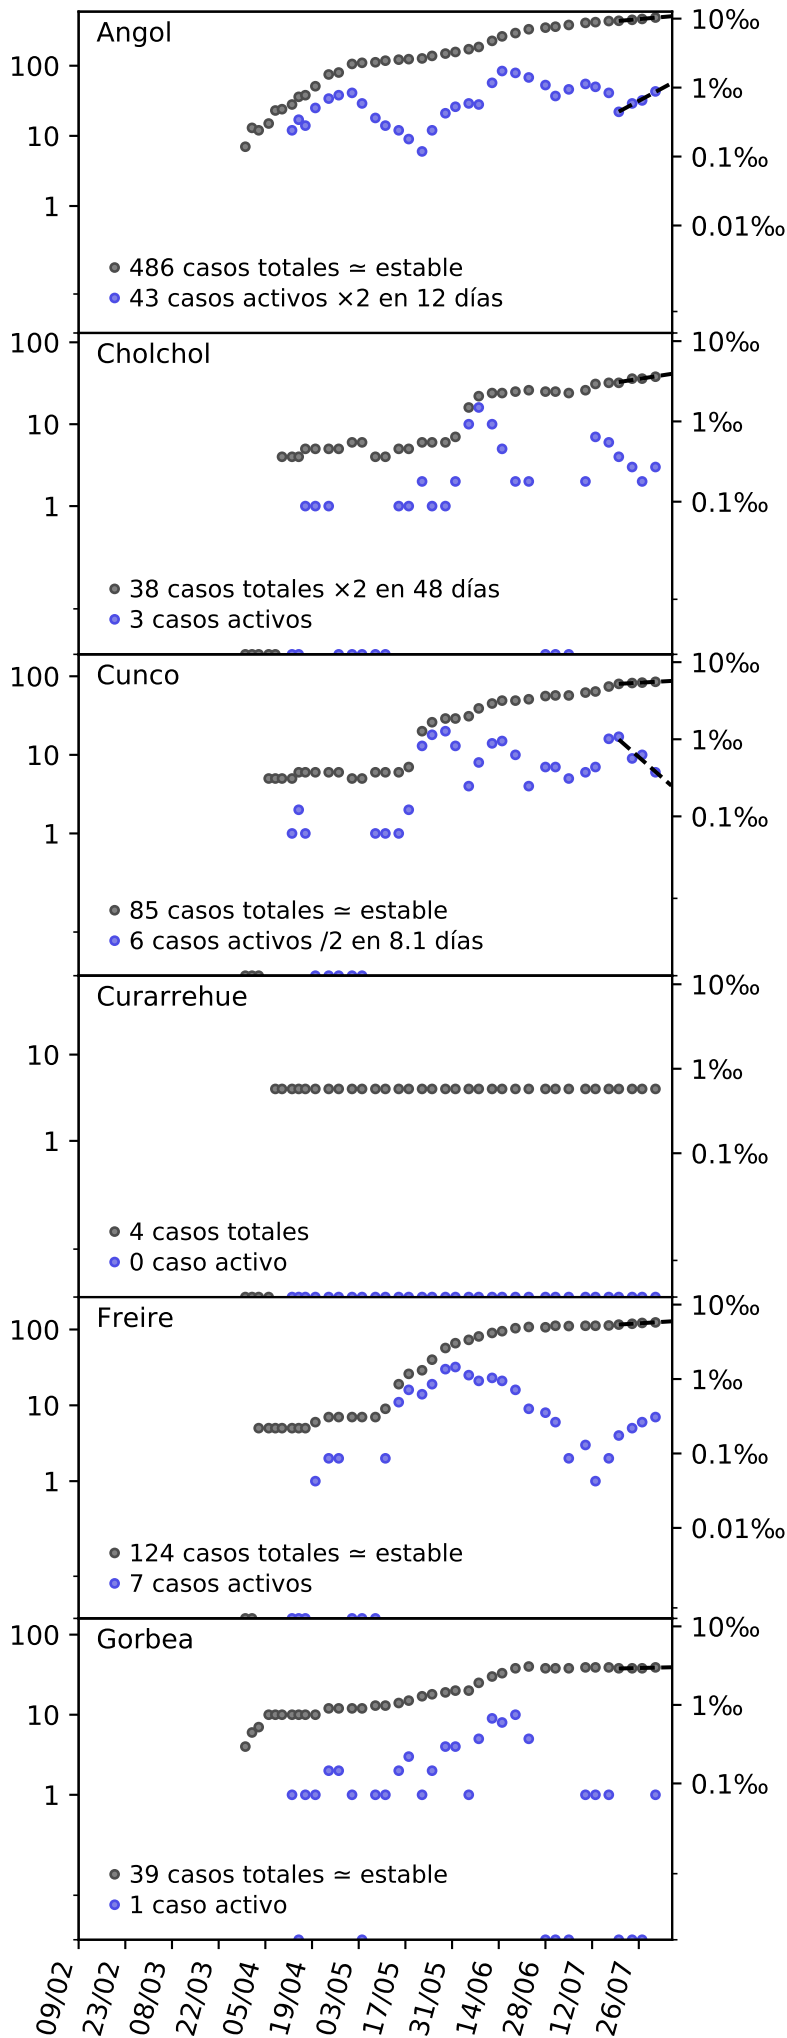 Angol
100
10
1
10‰
1‰
0.1‰
0.01‰
486 casos totales ≃ estable
43 casos activos ×2 en 12 días
Cholchol
100
10
1
10‰
1‰
0.1‰
38 casos totales ×2 en 48 días
3 casos activos
Cunco
100
10
1
10‰
1‰
0.1‰
85 casos totales ≃ estable
6 casos activos /2 en 8.1 días
Curarrehue
10
1
10‰
1‰
0.1‰
4 casos totales
0 caso activo
Freire
100
10
1
10‰
1‰
0.1‰
0.01‰
124 casos totales ≃ estable
7 casos activos
Gorbea
100
10
1
10‰
1‰
0.1‰
39 casos totales ≃ estable
1 caso activo
09/02
23/02
08/03
22/03
05/04
19/04
03/05
17/05
31/05
14/06
28/06
12/07
26/07